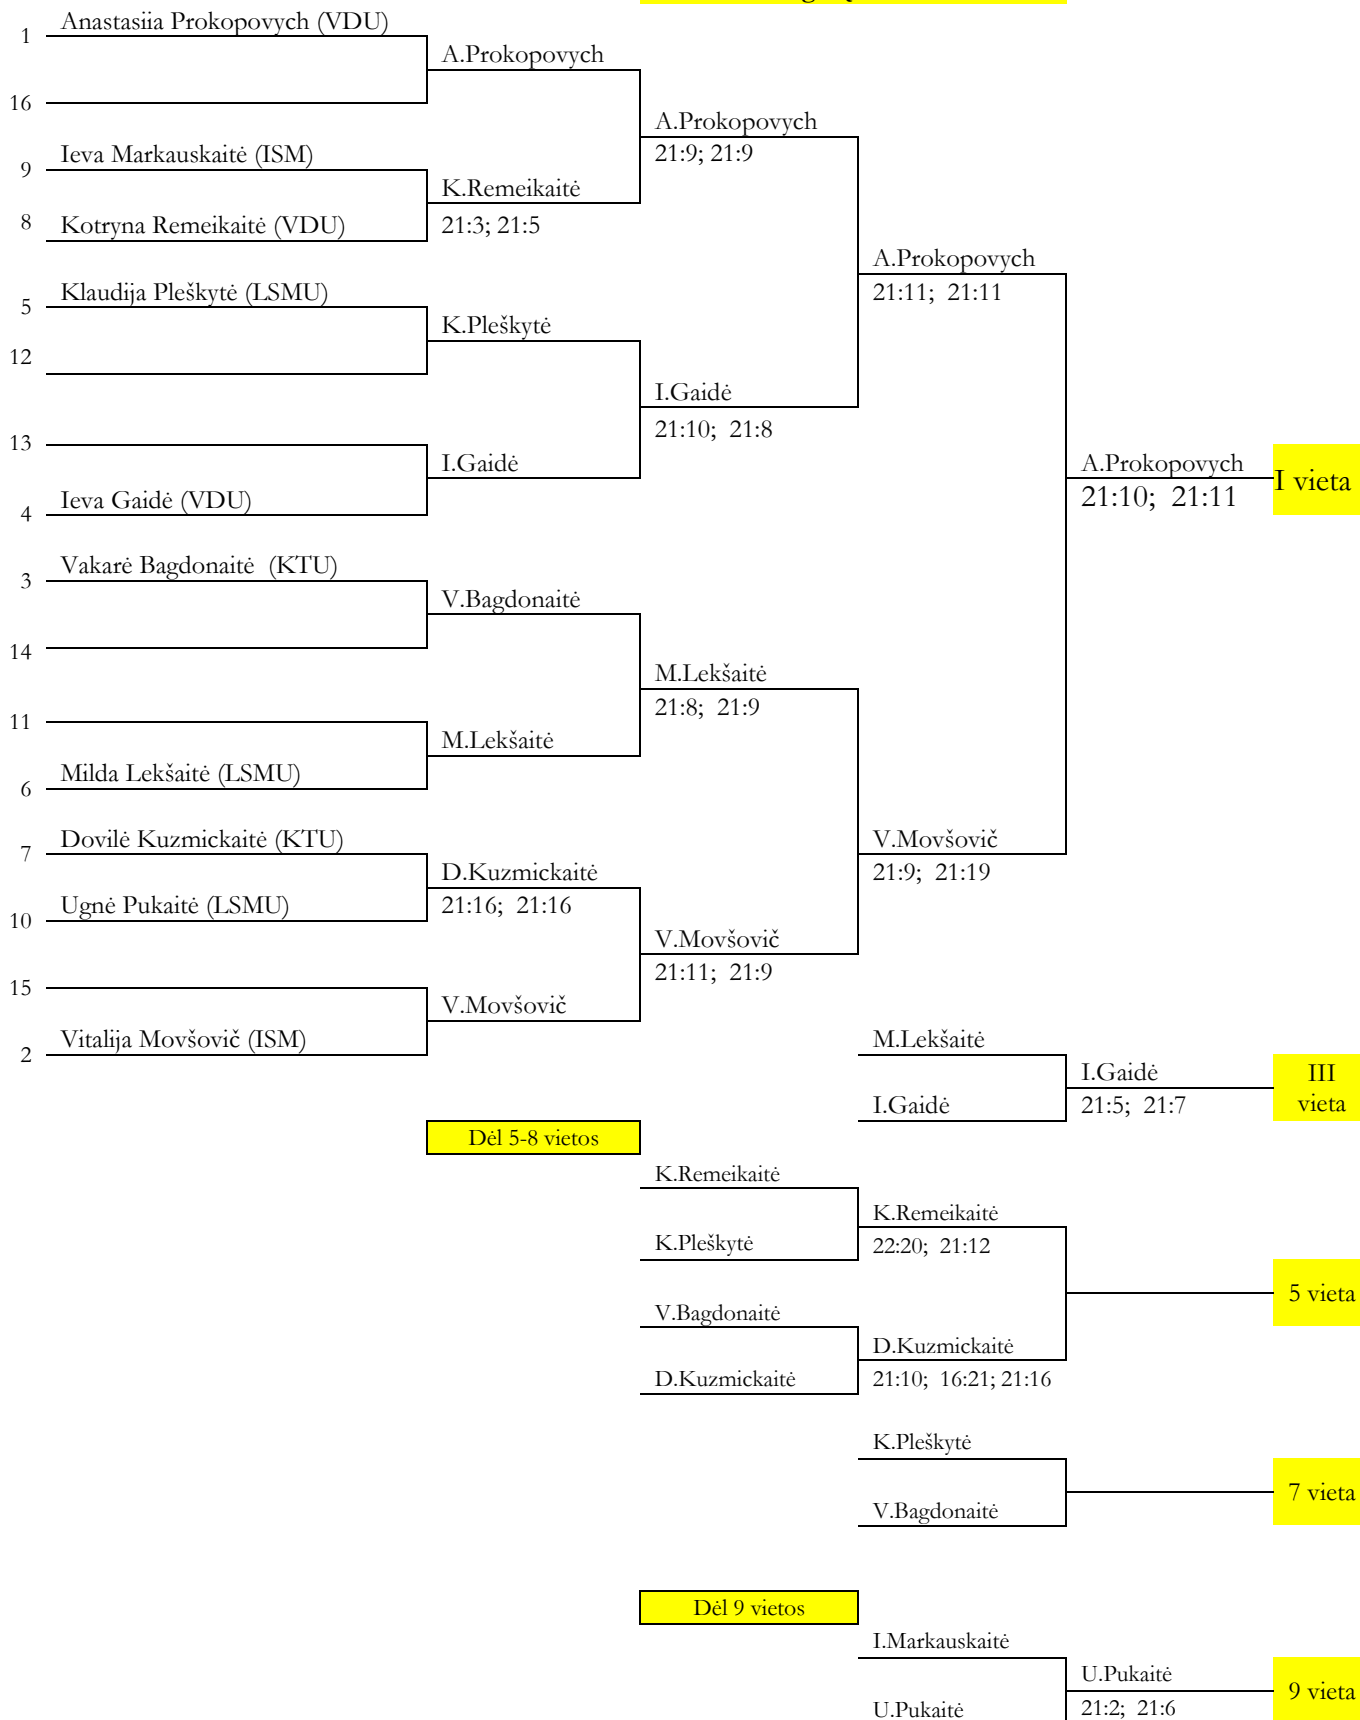 1 Anastasiia Prokopovych (VDU)
A.Prokopovych
16
A.Prokopovych
21:9; 21:9
9 Ieva Markauskaitė (ISM)
K.Remeikaitė
21:3; 21:5
8 Kotryna Remeikaitė (VDU)
A.Prokopovych
21:11; 21:11
5 Klaudija Pleškytė (LSMU)
K.Pleškytė
12
I.Gaidė
21:10; 21:8
13
I.Gaidė
4 Ieva Gaidė (VDU)
A.Prokopovych
21:10; 21:11
I vieta
3 Vakarė Bagdonaitė (KTU)
V.Bagdonaitė
14
M.Lekšaitė
21:8; 21:9
11
M.Lekšaitė
6 Milda Lekšaitė (LSMU)
7 Dovilė Kuzmickaitė (KTU)
D.Kuzmickaitė
21:16; 21:16
10 Ugnė Pukaitė (LSMU)
V.Movšovič
21:9; 21:19
V.Movšovič
21:11; 21:9
15
V.Movšovič
2 Vitalija Movšovič (ISM)
M.Lekšaitė
I.Gaidė
I.Gaidė
21:5; 21:7
III
vieta
Dėl 5-8 vietos
K.Remeikaitė
K.Pleškytė
K.Remeikaitė
22:20; 21:12
5 vieta
V.Bagdonaitė
D.Kuzmickaitė
D.Kuzmickaitė
21:10; 16:21; 21:16
K.Pleškytė
V.Bagdonaitė
7 vieta
Dėl 9 vietos
I.Markauskaitė
U.Pukaitė
U.Pukaitė
21:2; 21:6
9 vieta